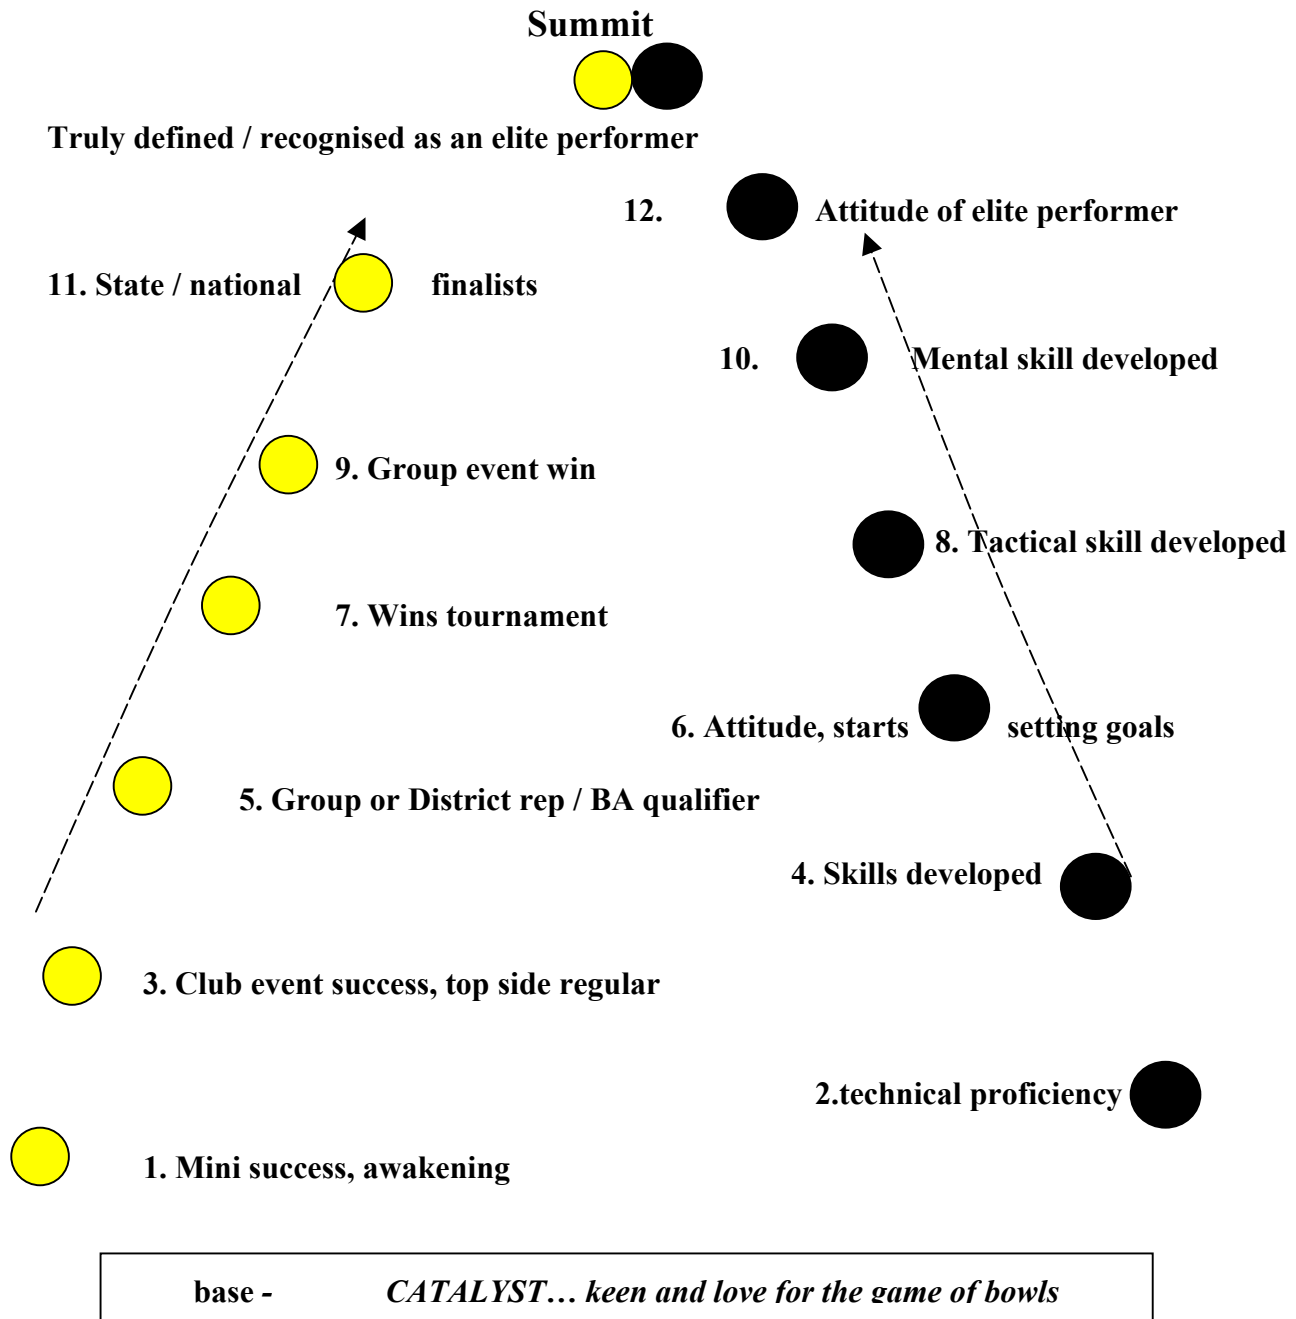 Summit
Truly defined / recognised as an elite performer
12. Attitude of elite performer
11. State / national finalists
10. Mental skill developed
9. Group event win
8. Tactical skill developed
7. Wins tournament
6. Attitude, starts setting goals
5. Group or District rep / BA qualifier
4. Skills developed
3. Club event success, top side regular
2.technical proficiency
1. Mini success, awakening
base - CATALYST… keen and love for the game of bowls